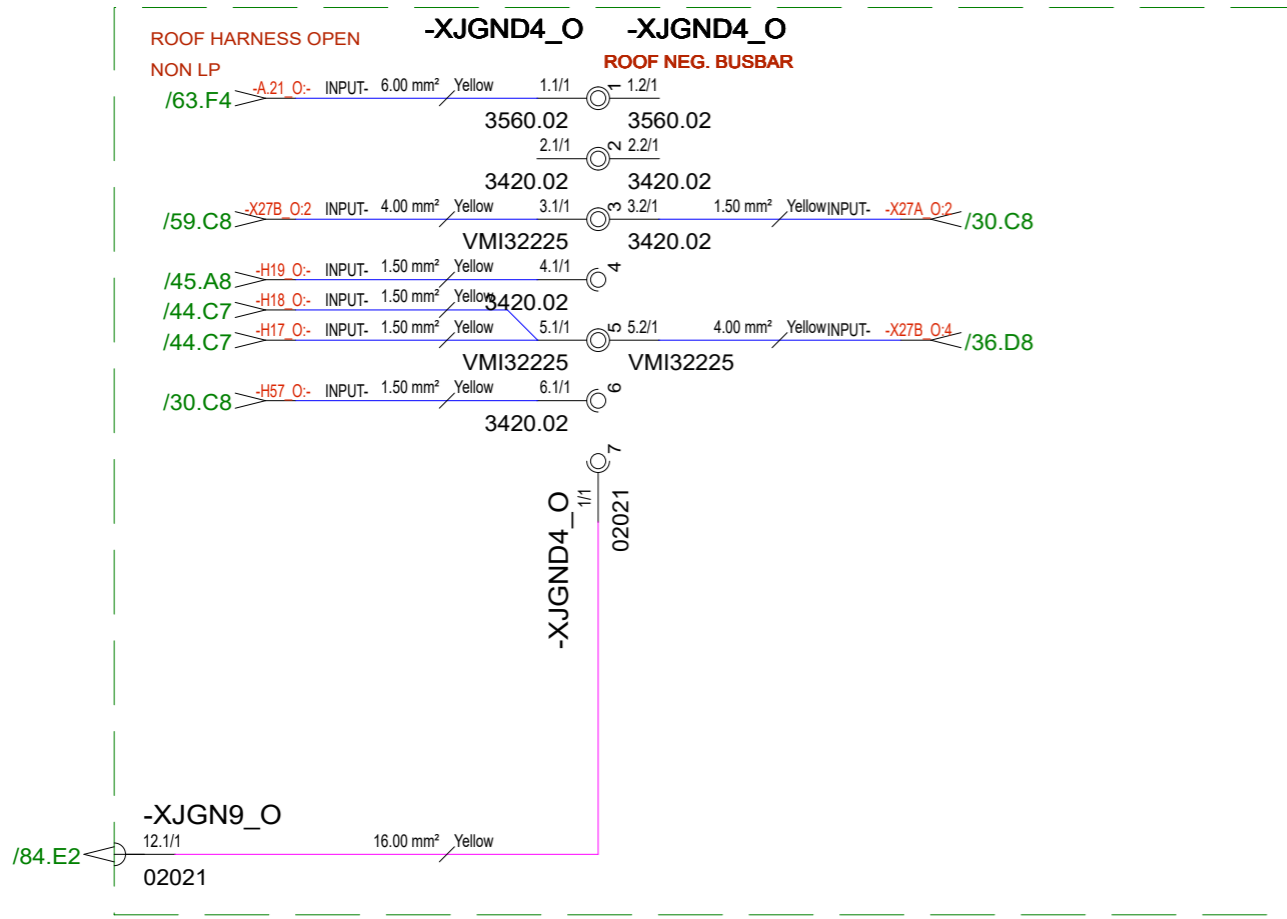 -XJGND4_O -XJGND4_O
ROOF HARNESS OPEN
NON LP
ROOF NEG. BUSBAR
/63.F4 -A.21_O:- INPUT- 6.00 mm² Yellow 1.1/1 1 1.2/1
3560.02 3560.02
2.1/1 2 2.2/1
3420.02 3420.02
/59.C8 -X27B_O:2 INPUT- 4.00 mm² Yellow 3.1/1 3 3.2/1 1.50 mm² Yellow INPUT- -X27A_O:2 /30.C8
VMI32225 3420.02
/45.A8 -H19_O:- INPUT- 1.50 mm² Yellow 4.1/1 4
/44.C7 -H18_O:- INPUT- 1.50 mm² Yellow 3420.02
/44.C7 -H17_O:- INPUT- 1.50 mm² Yellow 5.1/1 5 5.2/1 4.00 mm² Yellow INPUT- -X27B_O:4 /36.D8
VMI32225 VMI32225
/30.C8 -H57_O:- INPUT- 1.50 mm² Yellow 6.1/1 6
3420.02
7
-XJGND4_O
1/1
02021
-XJGN9_O
/84.E2 12.1/1 16.00 mm² Yellow
02021